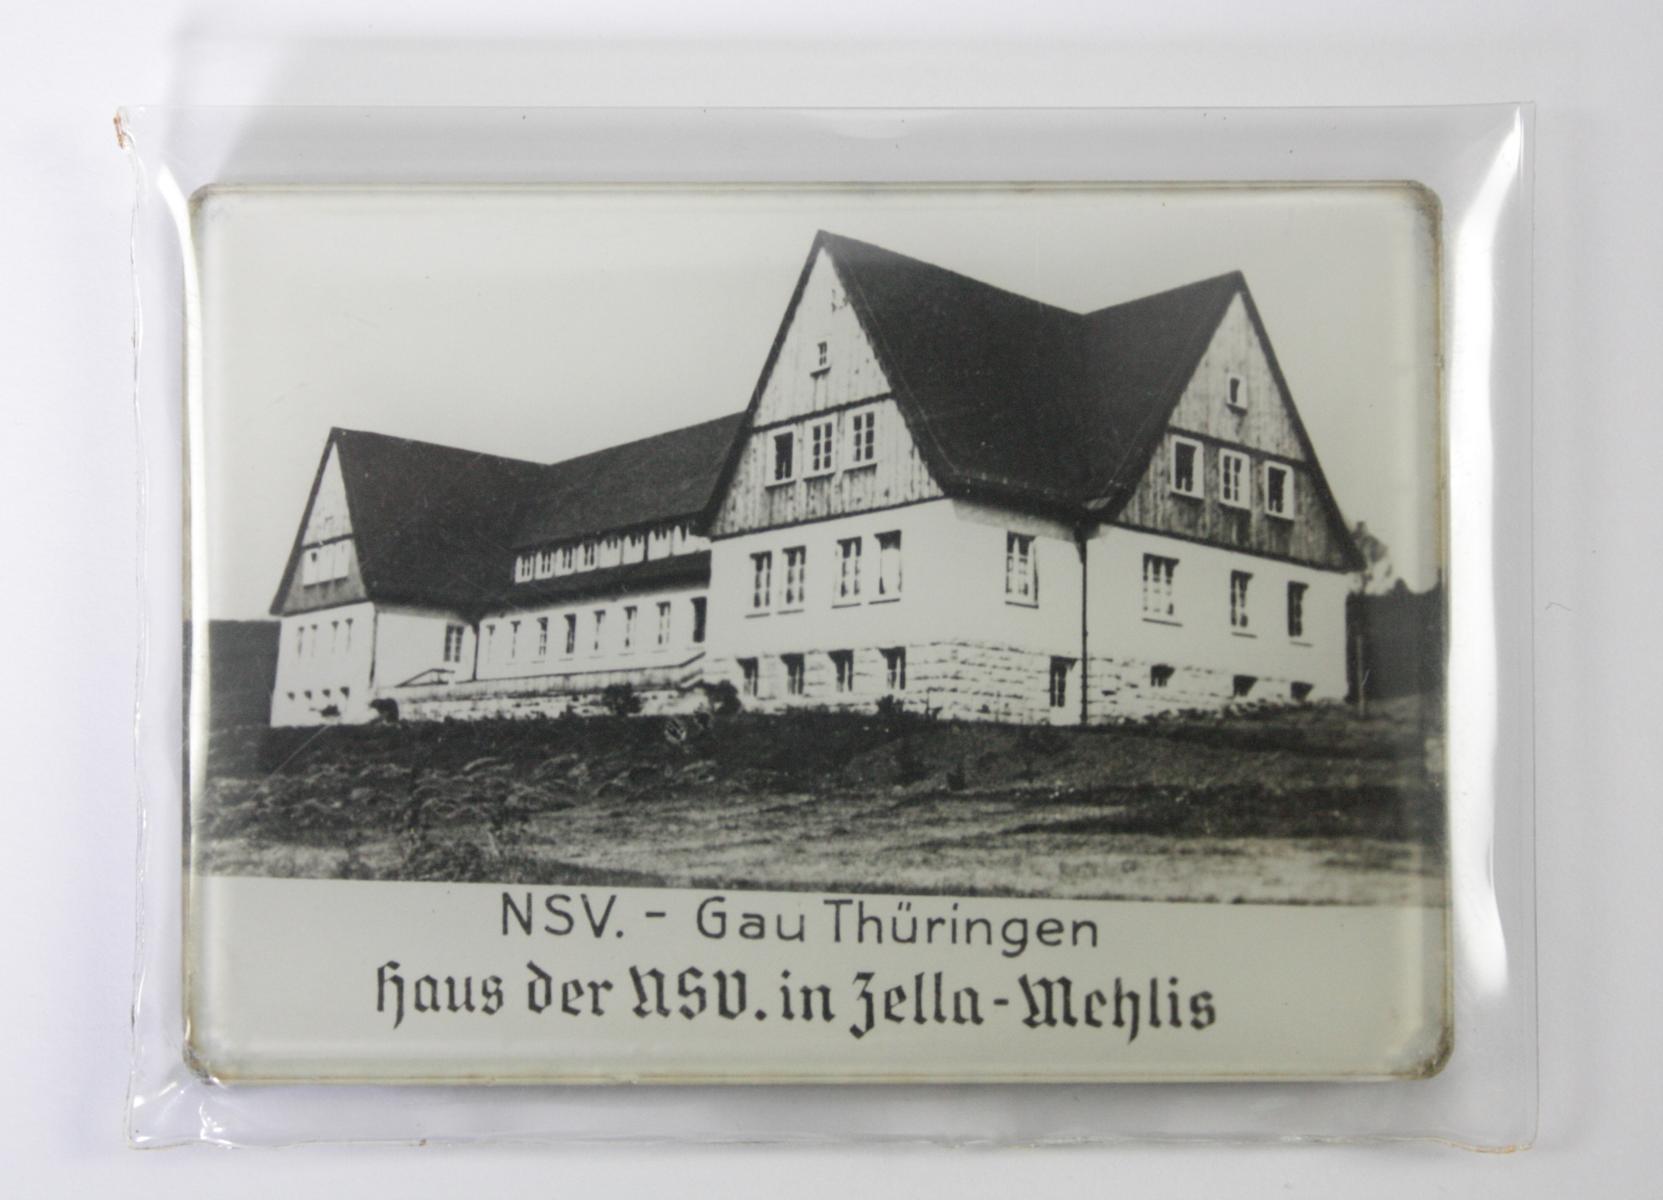 NSV. - Gau Thüringen
Haus der NSV. in Zella-Mehlis